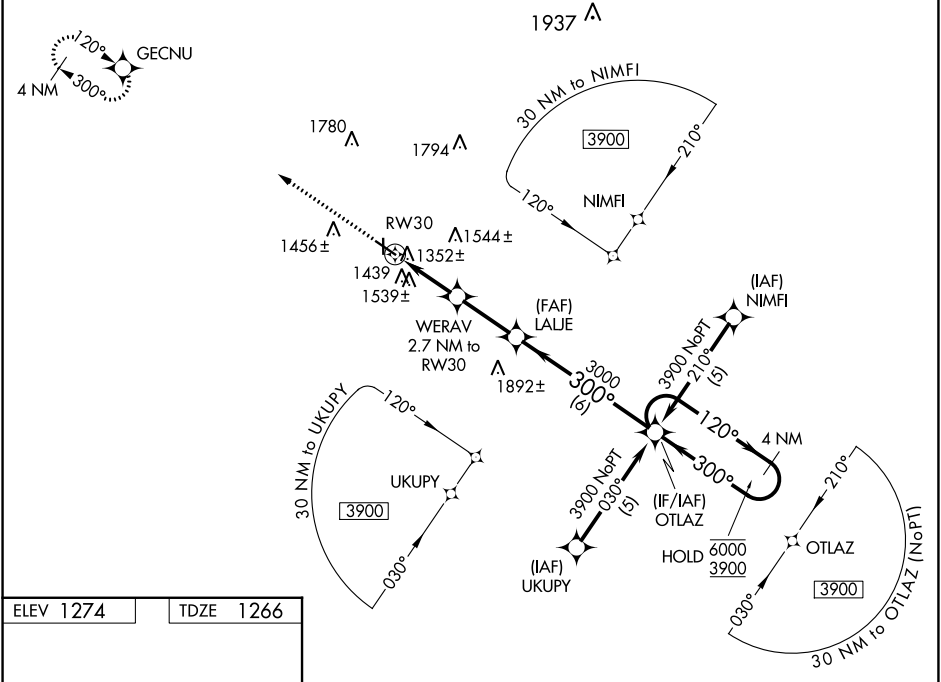 1937
120°
GECNU
4 NM
300°
30 NM to NIMFI
1780
1794
3900
210°
120°
NIMFI
RW30
1456±
1544±
1352±
1439
1539±
(IAF)
NIMFI
(FAF)
LALJE
WERAV
2.7 NM to
RW30
3900 NoPT
210°
(5)
1892±
3000
300°
(6)
30 NM to UKUPY
120°
120°
4 NM
300°
210°
UKUPY
3900
3900 NoPT
030°
(5)
(IF/IAF)
OTLAZ
HOLD
6000
3900
OTLAZ
3900
030°
(IAF)
UKUPY
030°
30 NM to OTLAZ (NoPT)
ELEV 1274
TDZE 1266